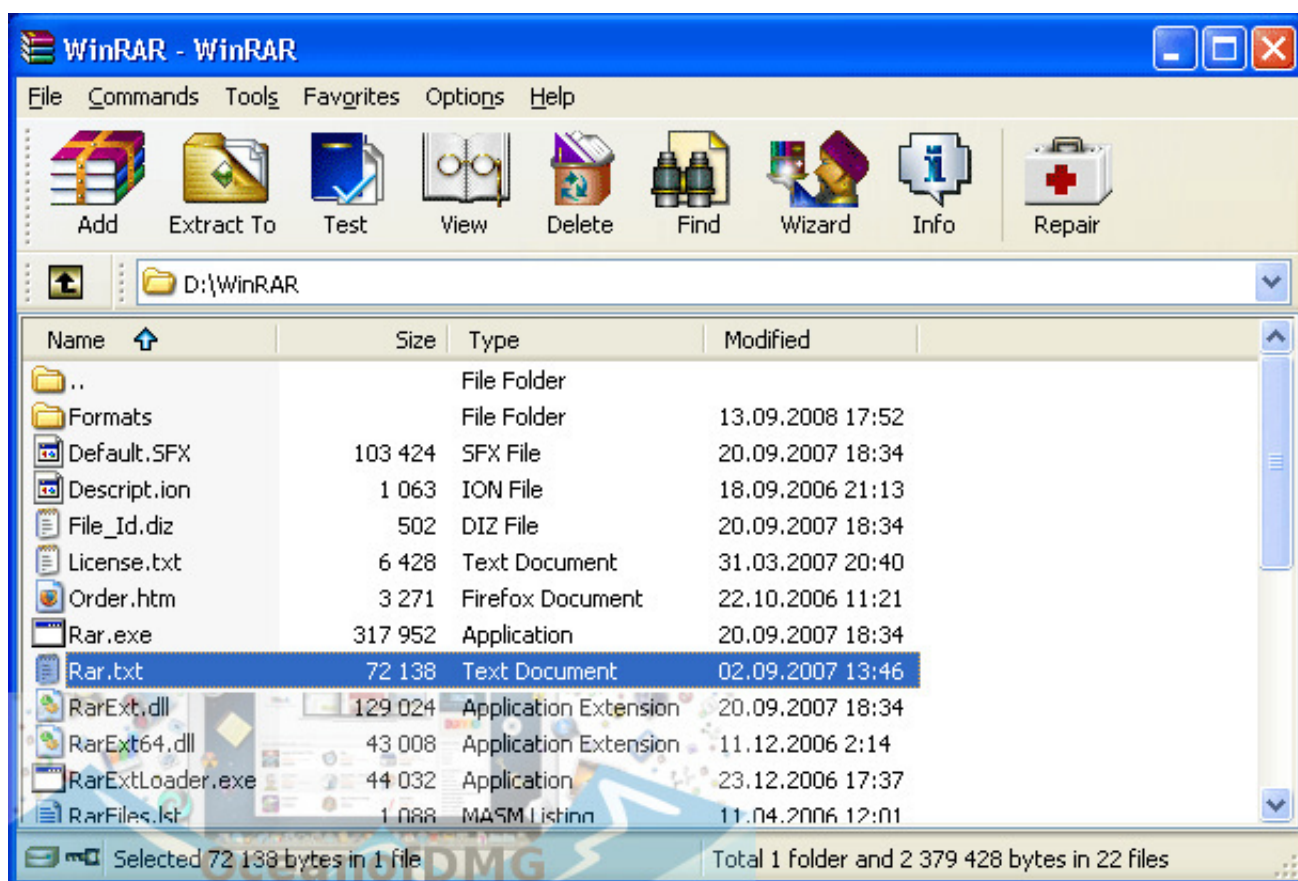 WinRAR - WinRAR
File Commands Tools Favorites Options Help
Add Extract To Test View Delete Find Wizard Info Repair
D:\WinRAR
Name Size Type Modified
.. File Folder
Formats File Folder 13.09.2008 17:52
Default.SFX 103 424 SFX File 20.09.2007 18:34
Descript.ion 1 063 ION File 18.09.2006 21:13
File_Id.diz 502 DIZ File 20.09.2007 18:34
License.txt 6 428 Text Document 31.03.2007 20:40
Order.htm 3 271 Firefox Document 22.10.2006 11:21
Rar.exe 317 952 Application 20.09.2007 18:34
Rar.txt 72 138 Text Document 02.09.2007 13:46
RarExt.dll 129 024 Application Extension 20.09.2007 18:34
RarExt64.dll 43 008 Application Extension 11.12.2006 2:14
RarExtLoader.exe 44 032 Application 23.12.2006 17:37
RarFiles.lst 1 088 MASM Listing 11.04.2006 12:01
Selected 72 138 bytes in 1 file Total 1 folder and 2 379 428 bytes in 22 files
OceanofDMG